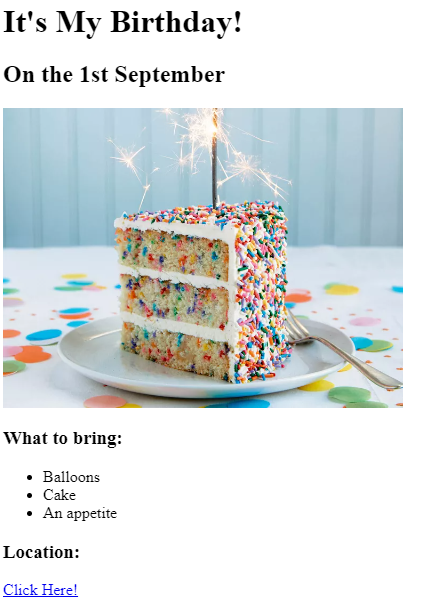 It's My Birthday!
On the 1st September
What to bring:
Balloons
Cake
An appetite
Location:
Click Here!